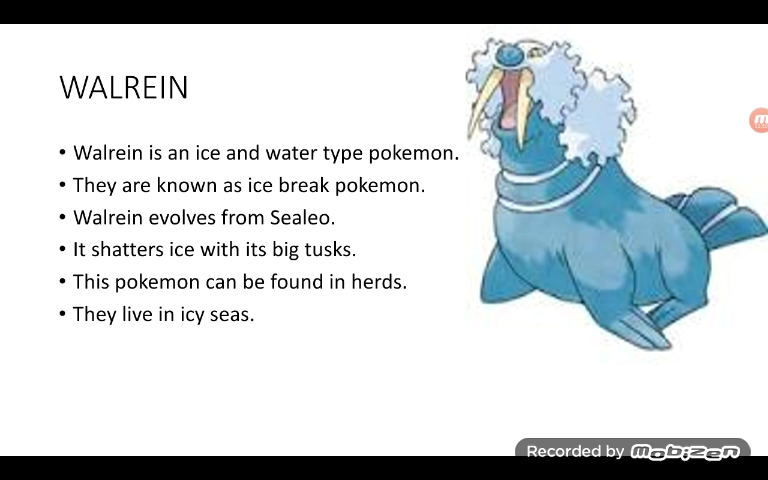 WALREIN
• Walrein is an ice and water type pokemon.
• They are known as ice break pokemon.
• Walrein evolves from Sealeo.
• It shatters ice with its big tusks.
• This pokemon can be found in herds.
• They live in icy seas.
Recorded by mobizen